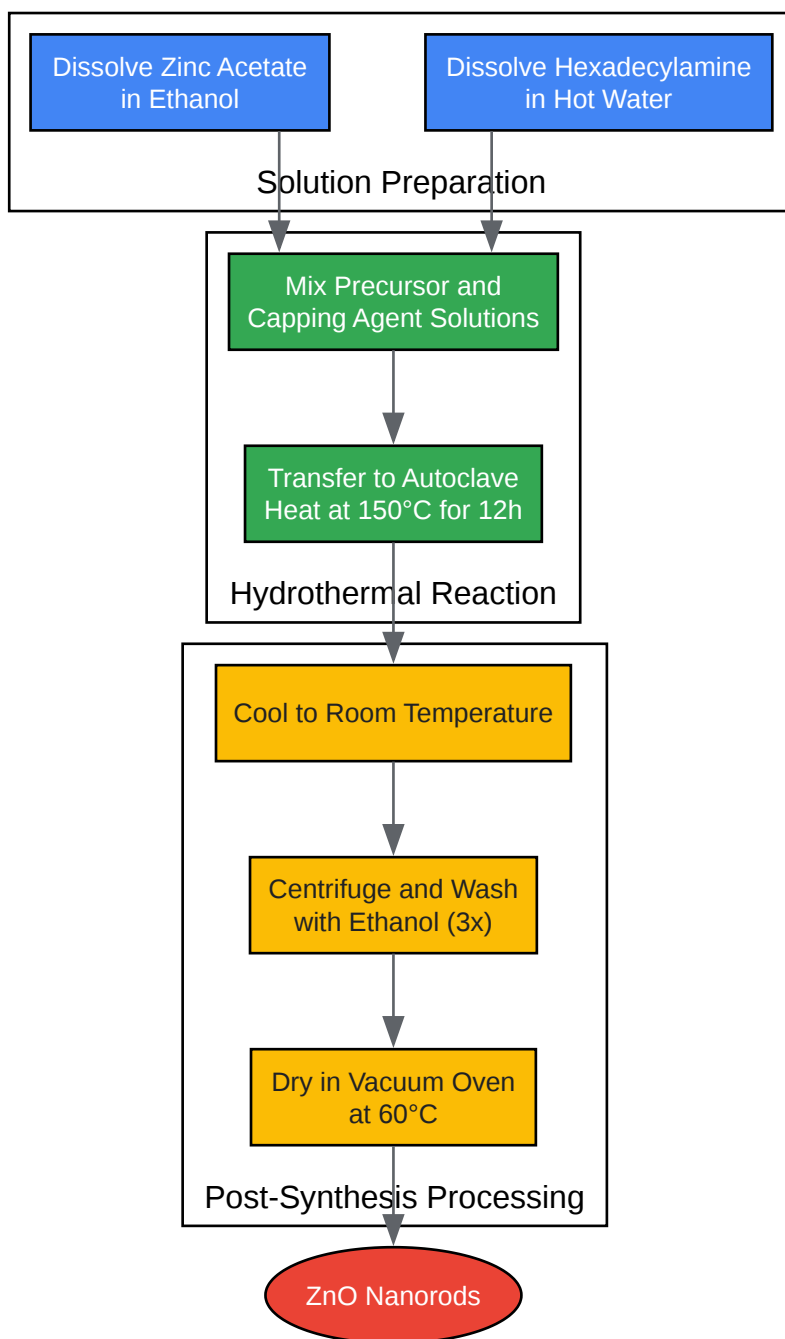 Dissolve Zinc Acetate
in Ethanol
Dissolve Hexadecylamine
in Hot Water
Solution Preparation
Mix Precursor and
Capping Agent Solutions
Transfer to Autoclave
Heat at 150°C for 12h
Hydrothermal Reaction
Cool to Room Temperature
Centrifuge and Wash
with Ethanol (3x)
Dry in Vacuum Oven
at 60°C
Post-Synthesis Processing
ZnO Nanorods